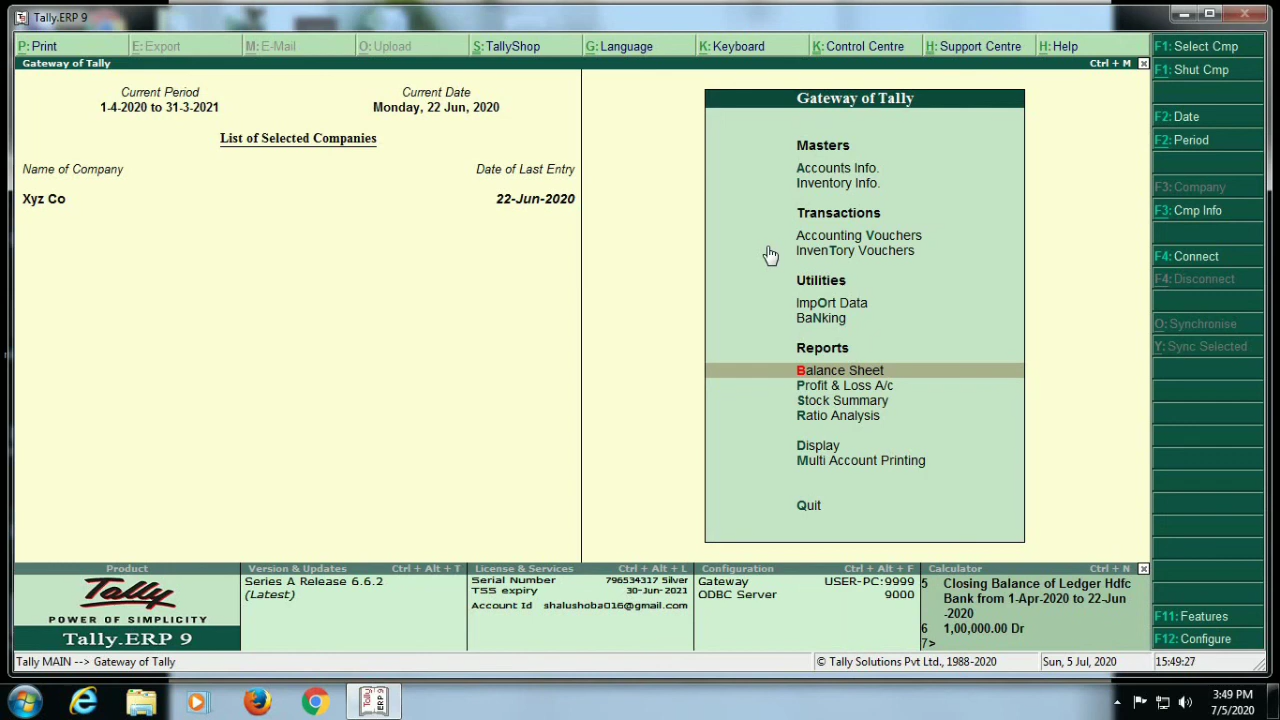 Tally.ERP 9
P: Print
E: Export
M: E-Mail
O: Upload
S: TallyShop
G: Language
K: Keyboard
K: Control Centre
H: Support Centre
H: Help
Gateway of Tally
Ctrl + M
Current Period
1-4-2020 to 31-3-2021
Current Date
Monday, 22 Jun, 2020
List of Selected Companies
Name of Company
Date of Last Entry
Xyz Co
22-Jun-2020
Gateway of Tally
Masters
Accounts Info.
Inventory Info.
Transactions
Accounting Vouchers
InvenTory Vouchers
Utilities
ImpOrt Data
BaNking
Reports
Balance Sheet
Profit & Loss A/c
Stock Summary
Ratio Analysis
Display
Multi Account Printing
Quit
F1: Select Cmp
F1: Shut Cmp
F2: Date
F2: Period
F3: Company
F3: Cmp Info
F4: Connect
F4: Disconnect
O: Synchronise
Y: Sync Selected
F11: Features
F12: Configure
Product
Tally
POWER OF SIMPLICITY
Tally.ERP 9
Version & Updates Ctrl + Alt + T
Series A Release 6.6.2
(Latest)
License & Services Ctrl + Alt + L
Serial Number 796534317 Silver
TSS expiry 30-Jun-2021
Account Id shalushoba016@gmail.com
Configuration Ctrl + Alt + F
Gateway USER-PC:9999
ODBC Server 9000
Calculator Ctrl + N
5 Closing Balance of Ledger Hdfc
Bank from 1-Apr-2020 to 22-Jun
-2020
6 1,00,000.00 Dr
7>
Tally MAIN --> Gateway of Tally
© Tally Solutions Pvt Ltd., 1988-2020
Sun, 5 Jul, 2020
15:49:27
Tally
ERP 9
3:49 PM
7/5/2020